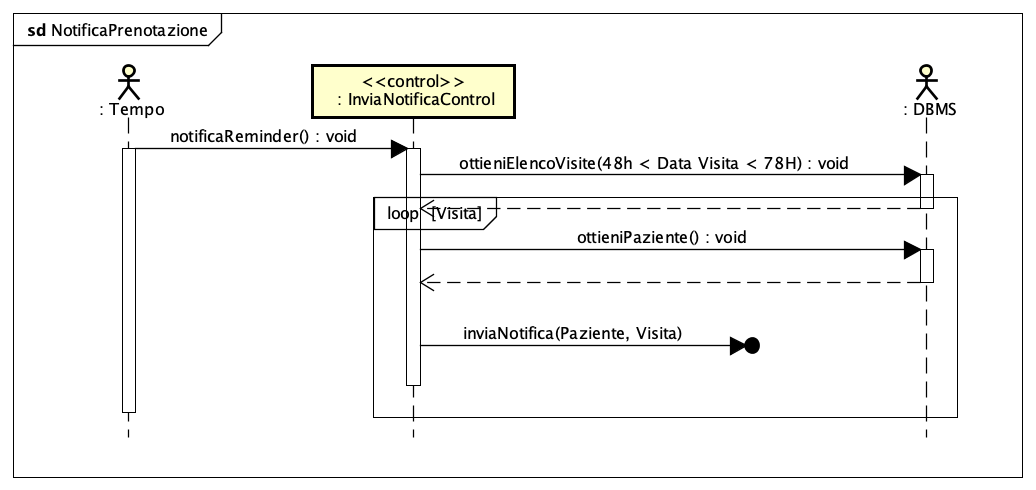 sd NotificaPrenotazione
: Tempo
<<control>>
: InviaNotificaControl
: DBMS
notificaReminder() : void
ottieniElencoVisite(48h < Data Visita < 78H) : void
loop [Visita]
ottieniPaziente() : void
inviaNotifica(Paziente, Visita)